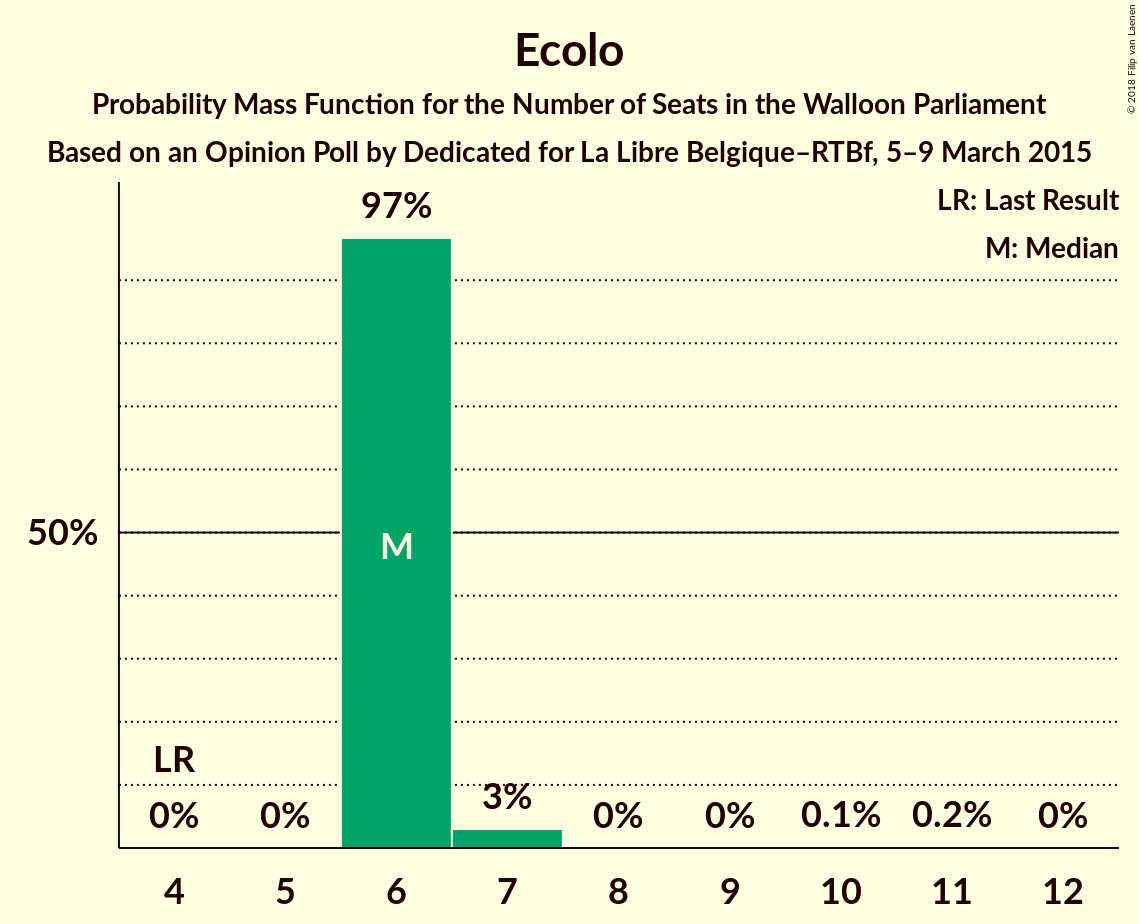 Ecolo
Probability Mass Function for the Number of Seats in the Walloon Parliament
Based on an Opinion Poll by Dedicated for La Libre Belgique–RTBf, 5–9 March 2015
© 2018 Filip van Laenen
LR: Last Result
M: Median
97%
50%
M
LR
0%
0%
3%
0%
0%
0.1%
0.2%
0%
4
5
6
7
8
9
10
11
12